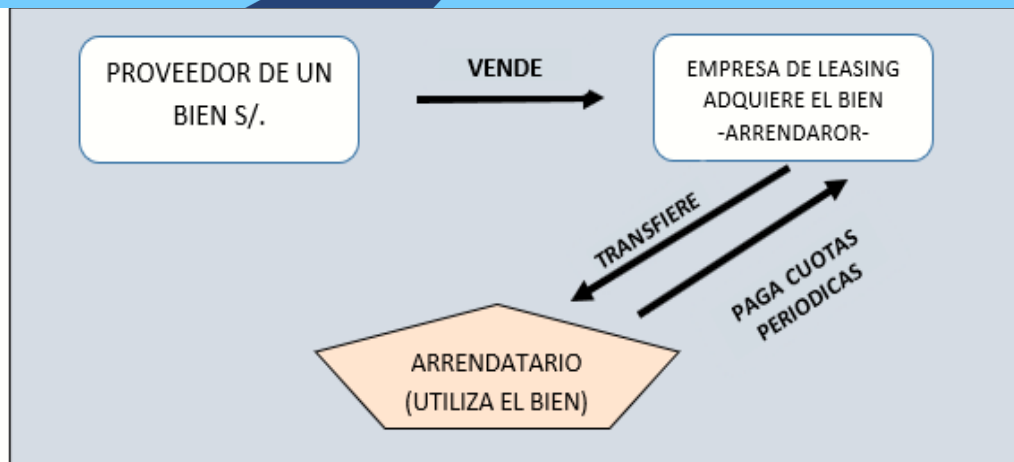 PROVEEDOR DE UN
BIEN S/.
VENDE
EMPRESA DE LEASING
ADQUIERE EL BIEN
-ARRENDAROR-
TRANSFIERE
PAGA CUOTAS
PERIODICAS
ARRENDATARIO
(UTILIZA EL BIEN)